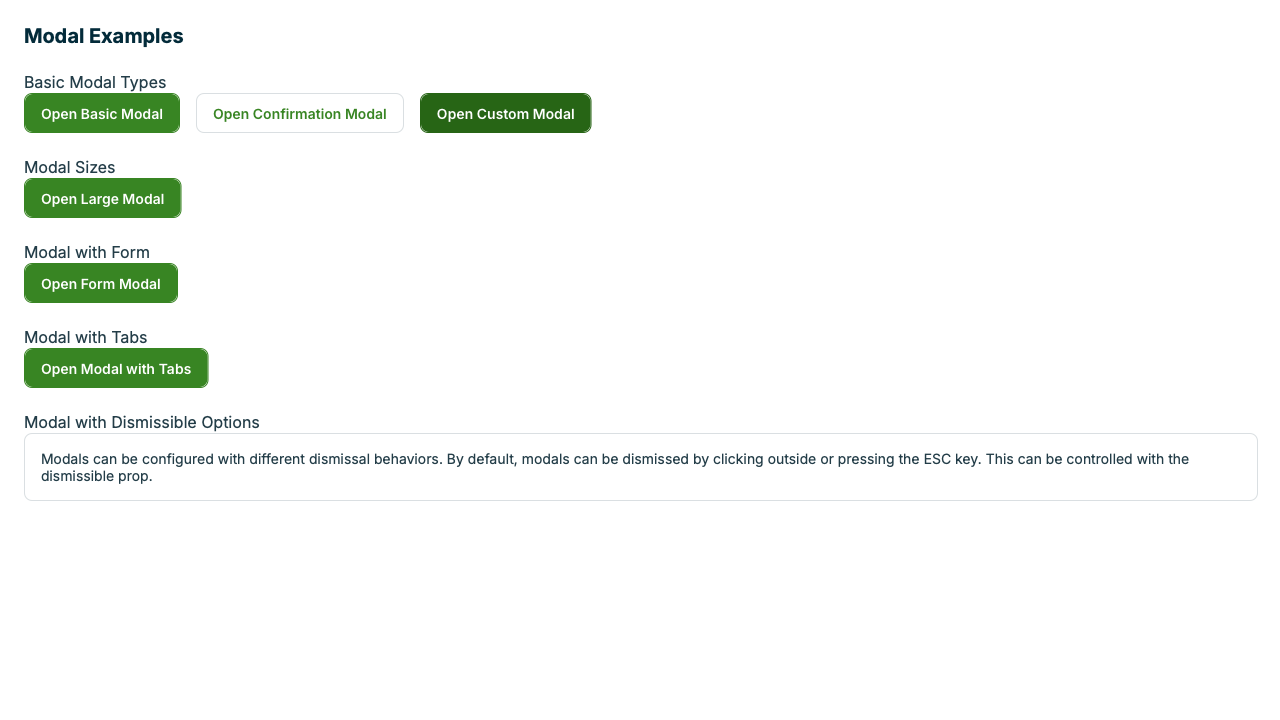 Modal Examples
Basic Modal Types
Open Basic Modal
Open Confirmation Modal
Open Custom Modal
Modal Sizes
Open Large Modal
Modal with Form
Open Form Modal
Modal with Tabs
Open Modal with Tabs
Modal with Dismissible Options
Modals can be configured with different dismissal behaviors. By default, modals can be dismissed by clicking outside or pressing the ESC key. This can be controlled with the
dismissible prop.